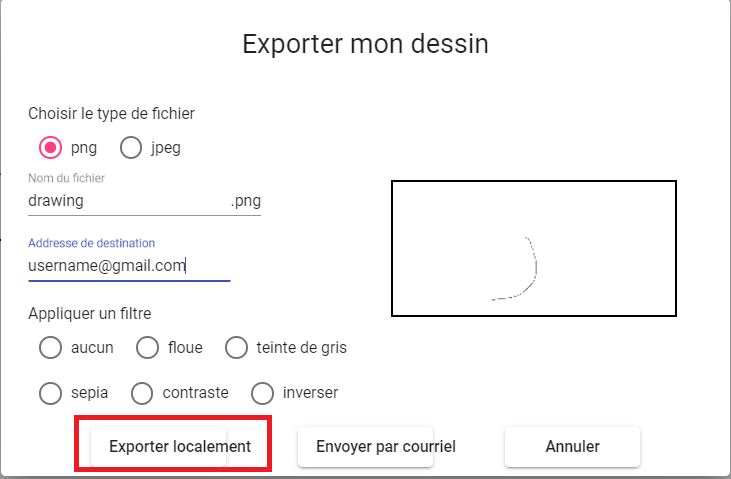 Exporter mon dessin
Choisir le type de fichier
png jpeg
Nom du fichier
drawing .png
Addresse de destination
username@gmail.com
Appliquer un filtre
aucun floue teinte de gris
sepia contraste inverser
Exporter localement Envoyer par courriel Annuler